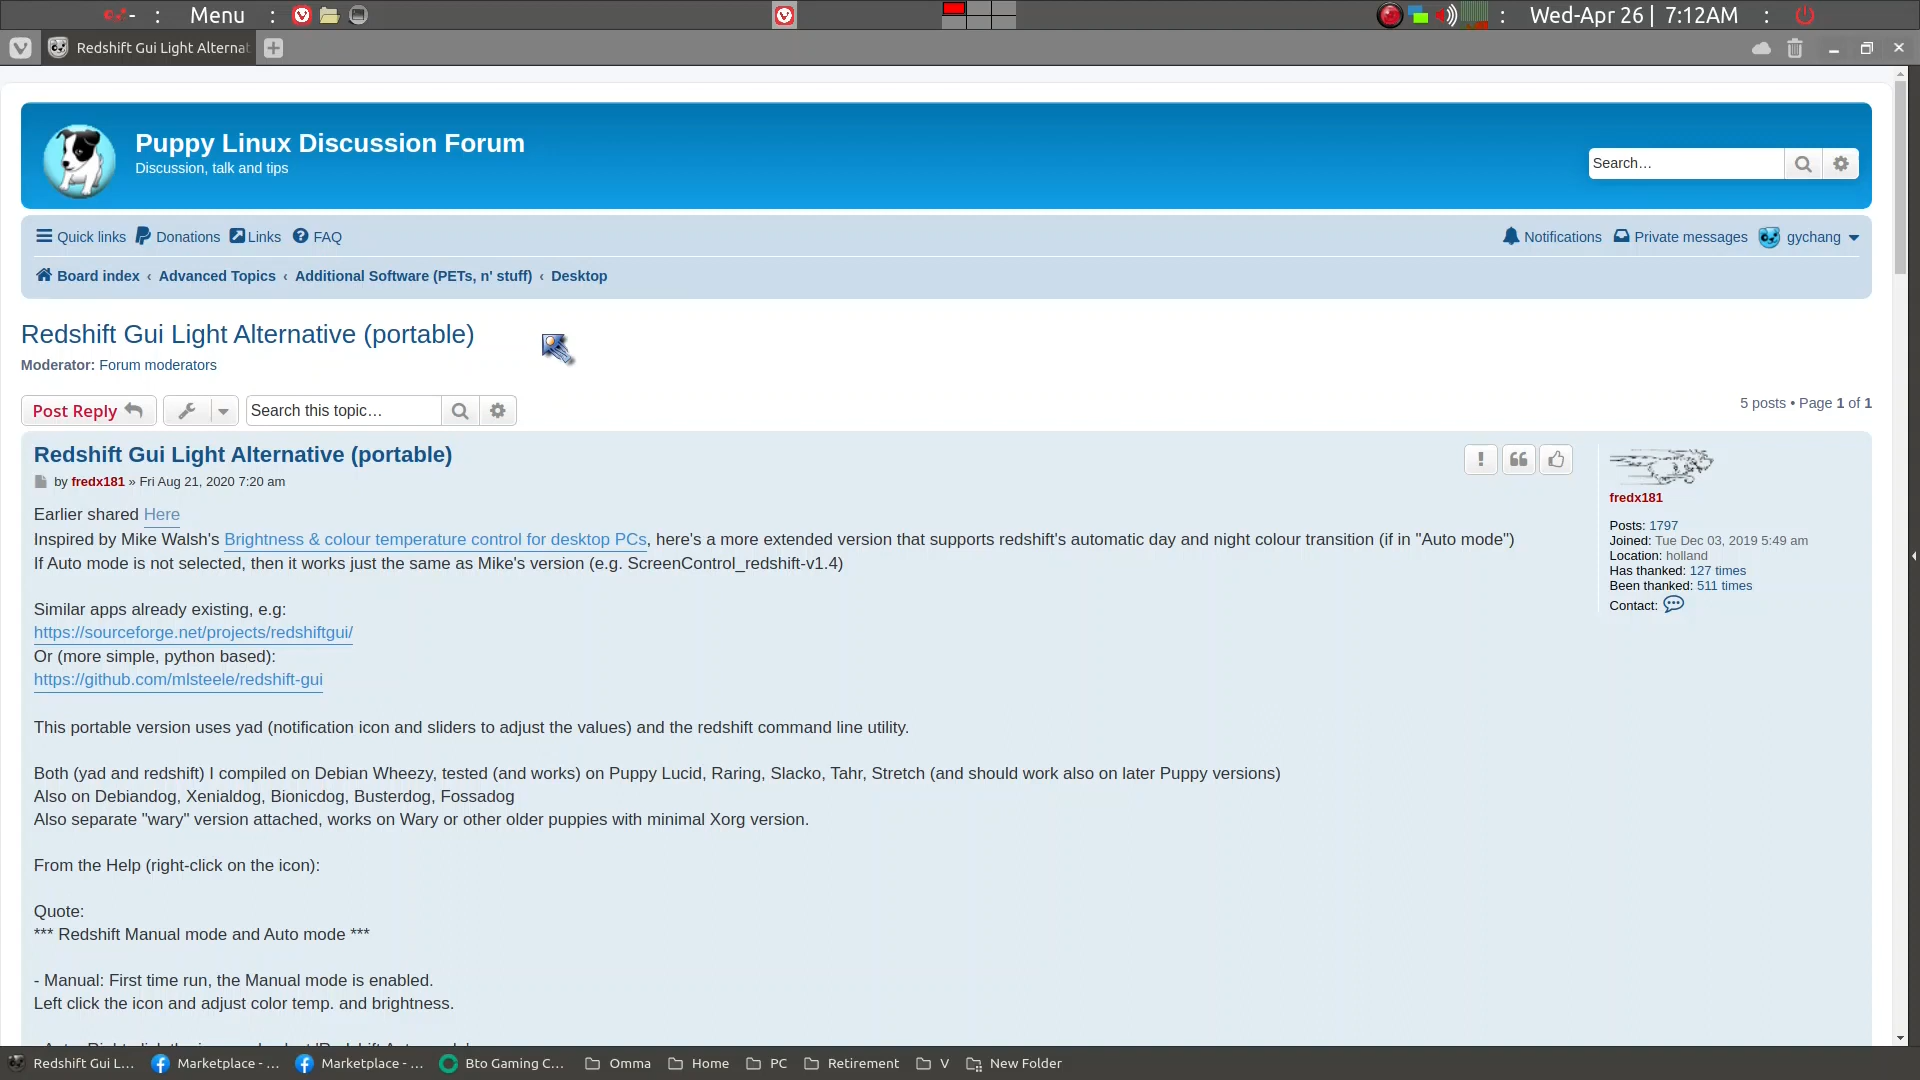 Menu
Wed-Apr 26 | 7:12AM
Redshift Gui Light Alternat
Puppy Linux Discussion Forum
Discussion, talk and tips
Search…
Quick links Donations Links FAQ
Notifications Private messages gychang
Board index ‹ Advanced Topics ‹ Additional Software (PETs, n' stuff) ‹ Desktop
Redshift Gui Light Alternative (portable)
Moderator: Forum moderators
Post Reply
Search this topic…
5 posts • Page 1 of 1
Redshift Gui Light Alternative (portable)
by fredx181 » Fri Aug 21, 2020 7:20 am
Earlier shared Here
Inspired by Mike Walsh's Brightness & colour temperature control for desktop PCs, here's a more extended version that supports redshift's automatic day and night colour transition (if in "Auto mode")
If Auto mode is not selected, then it works just the same as Mike's version (e.g. ScreenControl_redshift-v1.4)
Similar apps already existing, e.g:
https://sourceforge.net/projects/redshiftgui/
Or (more simple, python based):
https://github.com/mlsteele/redshift-gui
This portable version uses yad (notification icon and sliders to adjust the values) and the redshift command line utility.
Both (yad and redshift) I compiled on Debian Wheezy, tested (and works) on Puppy Lucid, Raring, Slacko, Tahr, Stretch (and should work also on later Puppy versions)
Also on Debiandog, Xenialdog, Bionicdog, Busterdog, Fossadog
Also separate "wary" version attached, works on Wary or other older puppies with minimal Xorg version.
From the Help (right-click on the icon):
Quote:
*** Redshift Manual mode and Auto mode ***
- Manual: First time run, the Manual mode is enabled.
Left click the icon and adjust color temp. and brightness.
fredx181
Posts: 1797
Joined: Tue Dec 03, 2019 5:49 am
Location: holland
Has thanked: 127 times
Been thanked: 511 times
Contact:
Redshift Gui L... Marketplace - ... Marketplace - ... Bto Gaming C... Omma Home PC Retirement V New Folder